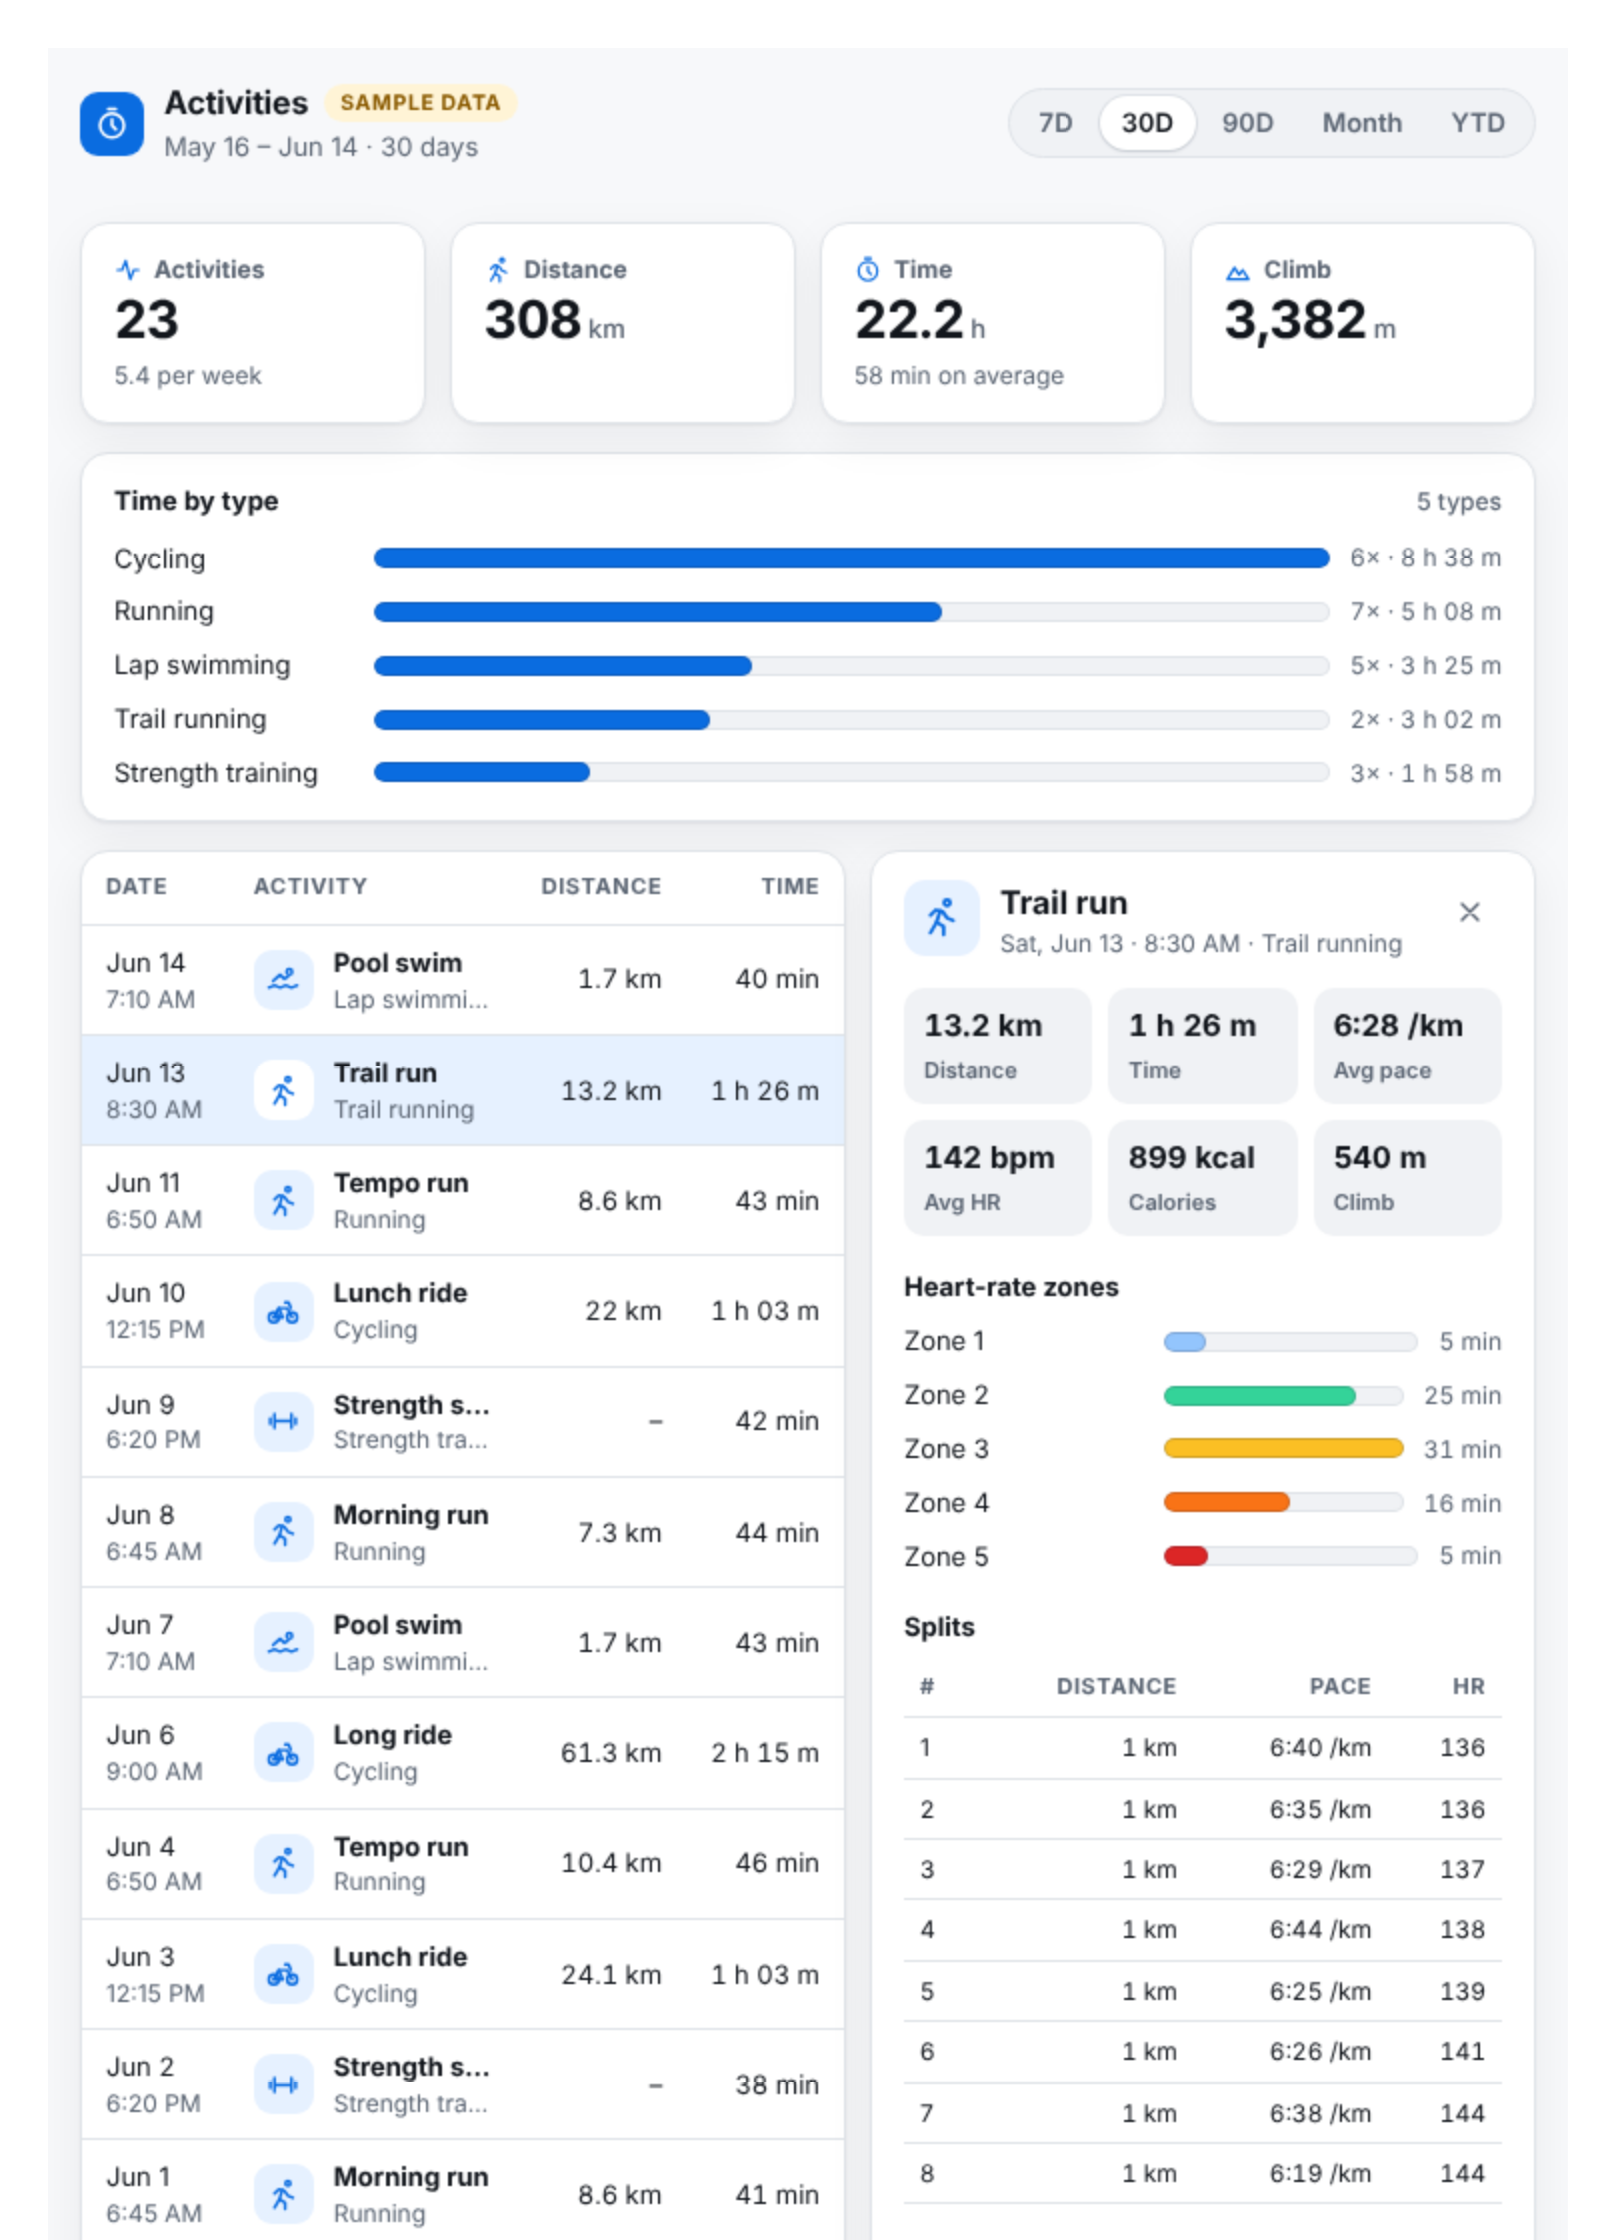 Activities SAMPLE DATA
May 16 – Jun 14 · 30 days
7D 30D 90D Month YTD
Activities
23
5.4 per week
Distance
308 km
Time
22.2 h
58 min on average
Climb
3,382 m
Time by type 5 types
Cycling 6× · 8 h 38 m
Running 7× · 5 h 08 m
Lap swimming 5× · 3 h 25 m
Trail running 2× · 3 h 02 m
Strength training 3× · 1 h 58 m
DATE ACTIVITY DISTANCE TIME
Jun 14 Pool swim 1.7 km 40 min
7:10 AM Lap swimmi...
Jun 13 Trail run 13.2 km 1 h 26 m
8:30 AM Trail running
Jun 11 Tempo run 8.6 km 43 min
6:50 AM Running
Jun 10 Lunch ride 22 km 1 h 03 m
12:15 PM Cycling
Jun 9 Strength s... – 42 min
6:20 PM Strength tra...
Jun 8 Morning run 7.3 km 44 min
6:45 AM Running
Jun 7 Pool swim 1.7 km 43 min
7:10 AM Lap swimmi...
Jun 6 Long ride 61.3 km 2 h 15 m
9:00 AM Cycling
Jun 4 Tempo run 10.4 km 46 min
6:50 AM Running
Jun 3 Lunch ride 24.1 km 1 h 03 m
12:15 PM Cycling
Jun 2 Strength s... – 38 min
6:20 PM Strength tra...
Jun 1 Morning run 8.6 km 41 min
6:45 AM Running
Trail run
Sat, Jun 13 · 8:30 AM · Trail running
13.2 km 1 h 26 m 6:28 /km
Distance Time Avg pace
142 bpm 899 kcal 540 m
Avg HR Calories Climb
Heart-rate zones
Zone 1 5 min
Zone 2 25 min
Zone 3 31 min
Zone 4 16 min
Zone 5 5 min
Splits
# DISTANCE PACE HR
1 1 km 6:40 /km 136
2 1 km 6:35 /km 136
3 1 km 6:29 /km 137
4 1 km 6:44 /km 138
5 1 km 6:25 /km 139
6 1 km 6:26 /km 141
7 1 km 6:38 /km 144
8 1 km 6:19 /km 144